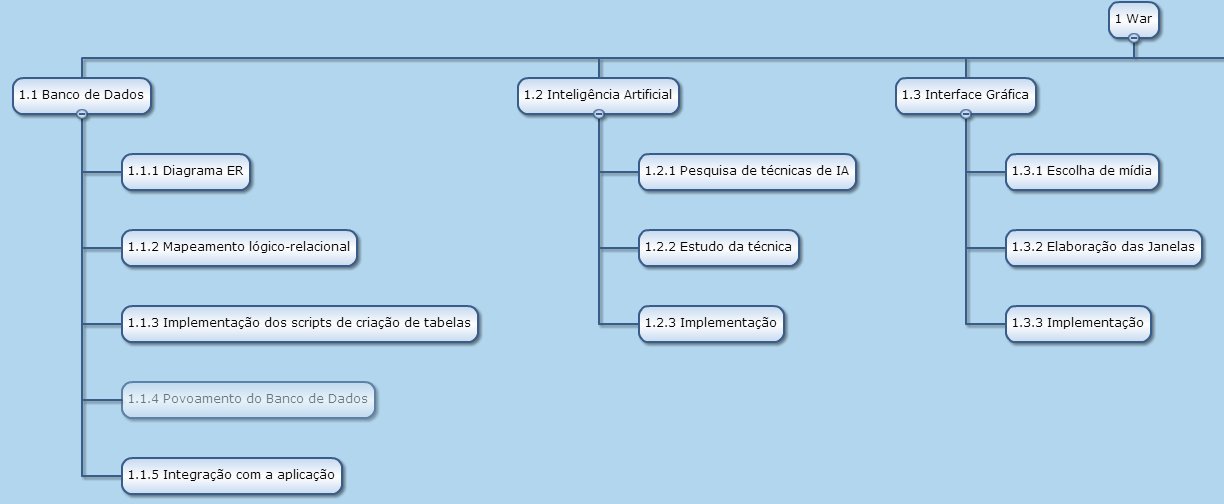 1 War
1.1 Banco de Dados
1.1.1 Diagrama ER
1.1.2 Mapeamento lógico-relacional
1.1.3 Implementação dos scripts de criação de tabelas
1.1.4 Povoamento do Banco de Dados
1.1.5 Integração com a aplicação
1.2 Inteligência Artificial
1.2.1 Pesquisa de técnicas de IA
1.2.2 Estudo da técnica
1.2.3 Implementação
1.3 Interface Gráfica
1.3.1 Escolha de mídia
1.3.2 Elaboração das Janelas
1.3.3 Implementação